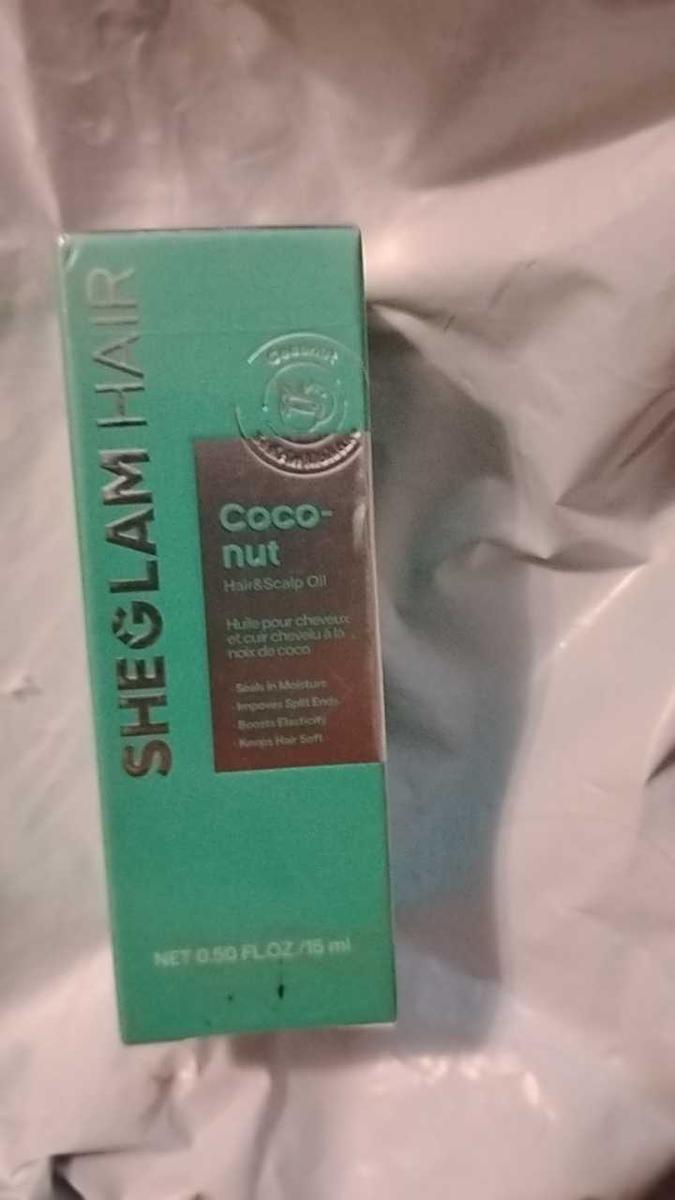 SHEGLAM HAIR
Coconut
Coco-
nut
Hair&Scalp Oil
Huile pour cheveux
et cuir chevelu à la
noix de coco
· Seals in Moisture
· Improves Split Ends
· Boosts Elasticity
· Keeps Hair Soft
NET 0.50 FL.OZ./15 ml